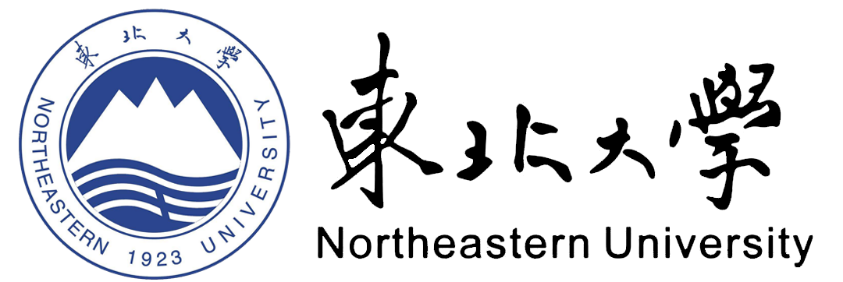 東北大學
NORTHEASTERN 1923 UNIVERSITY
東北大學
Northeastern University